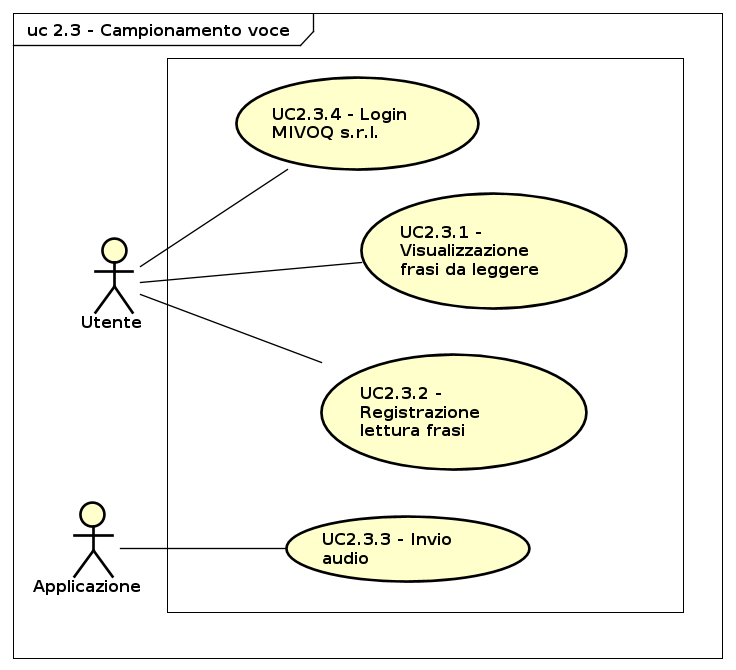 uc 2.3 - Campionamento voce
UC2.3.4 - Login
MIVOQ s.r.l.
UC2.3.1 -
Visualizzazione
frasi da leggere
Utente
UC2.3.2 -
Registrazione
lettura frasi
UC2.3.3 - Invio
audio
Applicazione